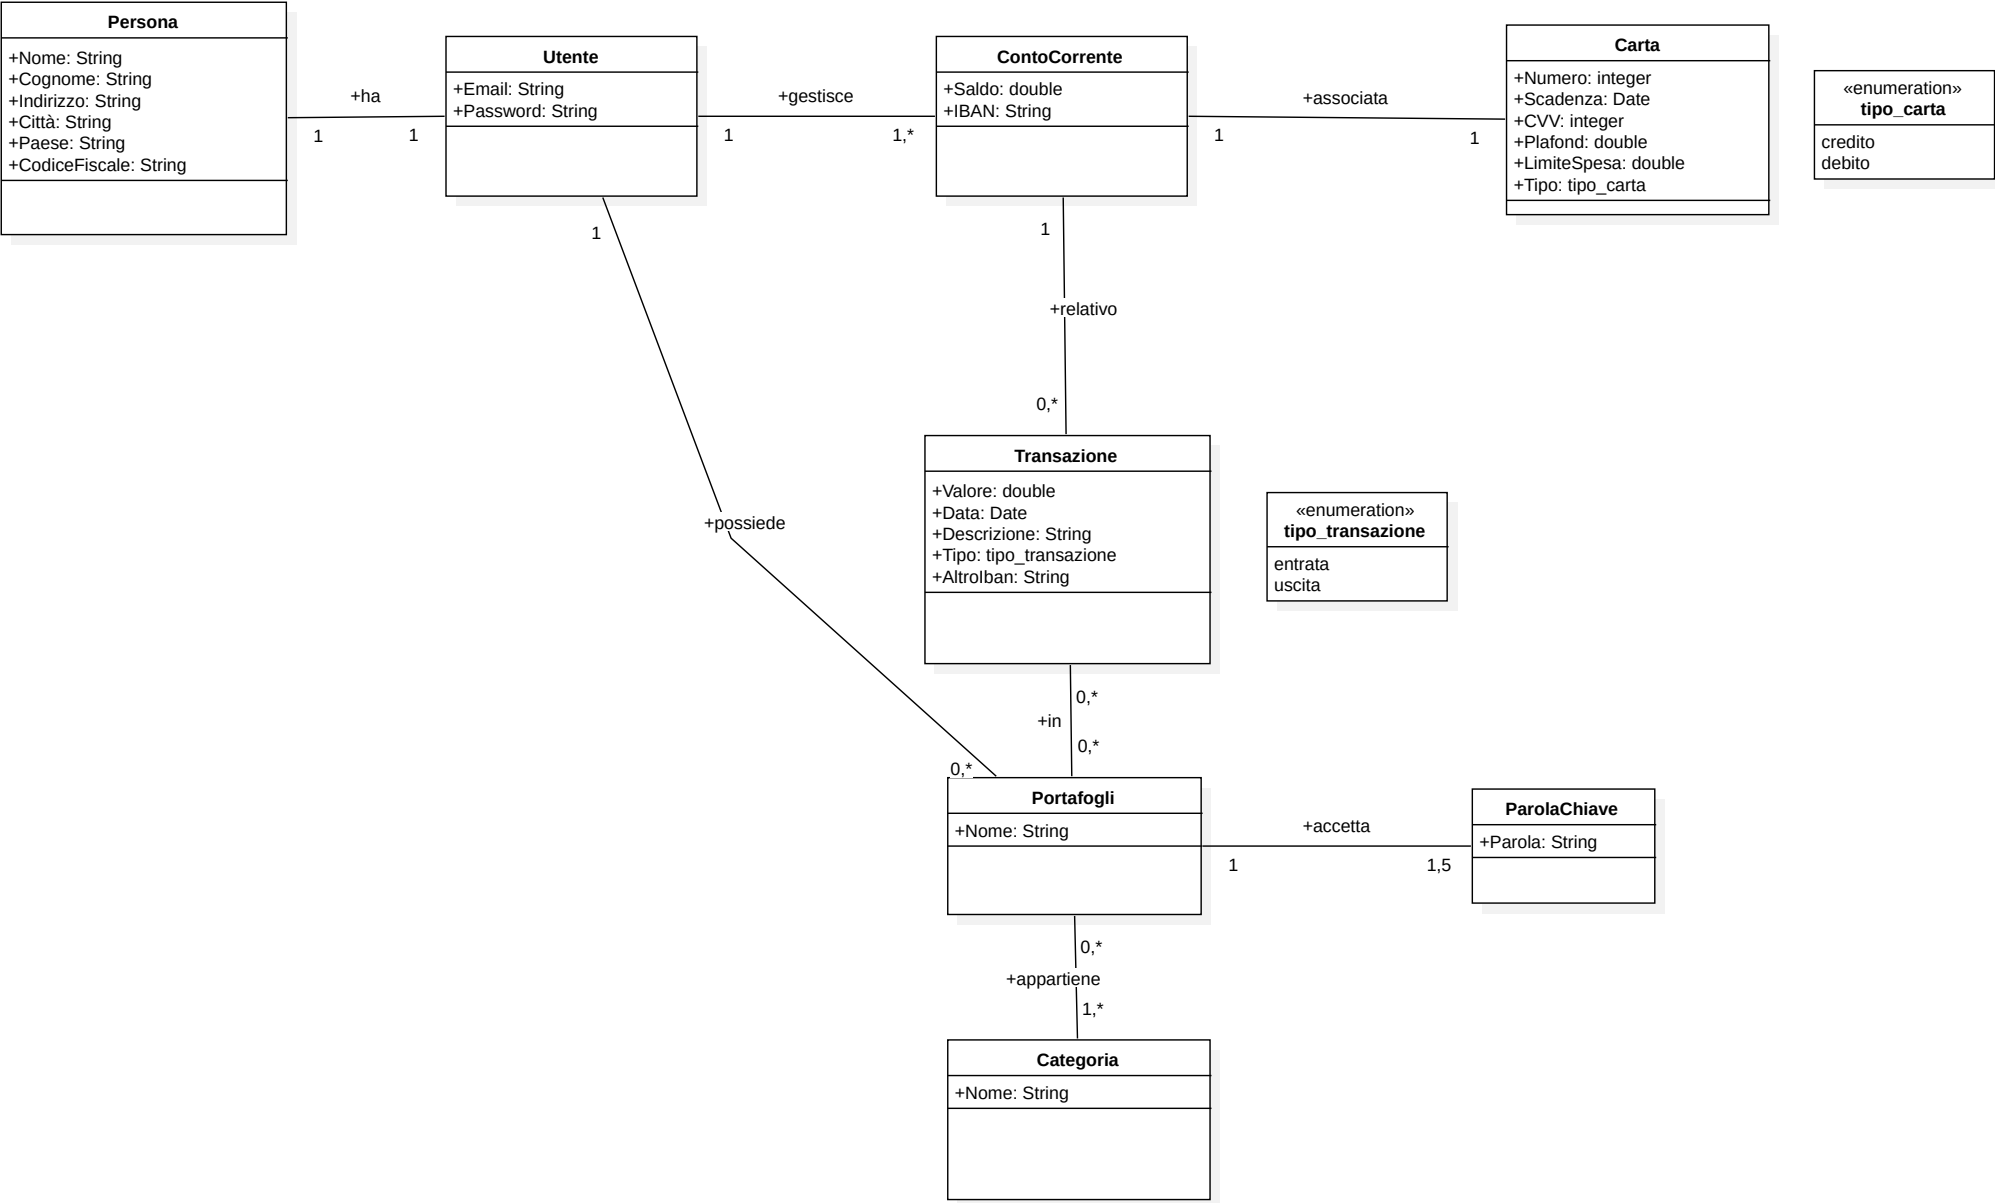 Persona
+Nome: String
+Cognome: String
+Indirizzo: String
+Città: String
+Paese: String
+CodiceFiscale: String
+ha
1
1
Utente
+Email: String
+Password: String
+gestisce
1
1,*
ContoCorrente
+Saldo: double
+IBAN: String
+associata
1
1
Carta
+Numero: integer
+Scadenza: Date
+CVV: integer
+Plafond: double
+LimiteSpesa: double
+Tipo: tipo_carta
«enumeration»
tipo_carta
credito
debito
1
+possiede
0,*
1
+relativo
0,*
Transazione
+Valore: double
+Data: Date
+Descrizione: String
+Tipo: tipo_transazione
+AltroIban: String
«enumeration»
tipo_transazione
entrata
uscita
0,*
+in
0,*
Portafogli
+Nome: String
+accetta
1
1,5
ParolaChiave
+Parola: String
0,*
+appartiene
1,*
Categoria
+Nome: String